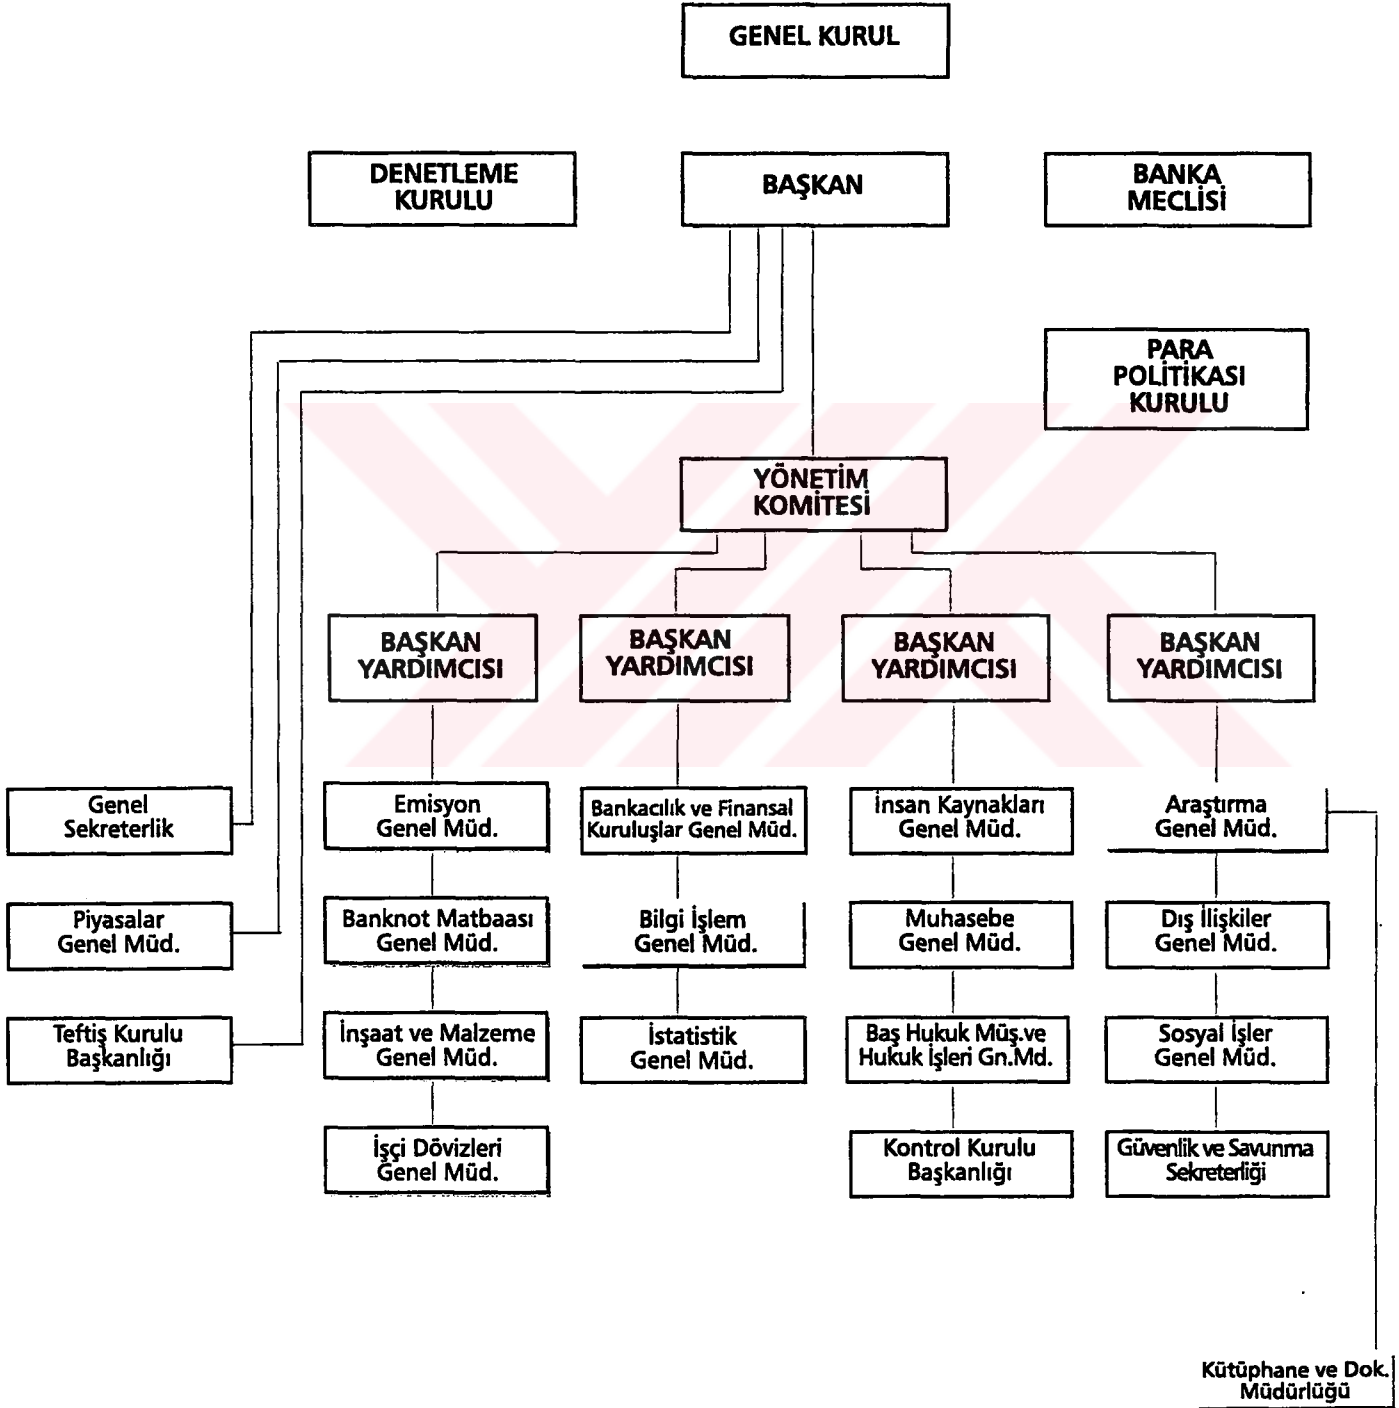 GENEL KURUL
DENETLEME
KURULU
BAŞKAN
BANKA
MECLİSİ
PARA
POLİTİKASI
KURULU
YÖNETİM
KOMİTESİ
BAŞKAN
YARDIMCISI
BAŞKAN
YARDIMCISI
BAŞKAN
YARDIMCISI
BAŞKAN
YARDIMCISI
Genel
Sekreterlik
Emisyon
Genel Müd.
Bankacılık ve Finansal
Kuruluşlar Genel Müd.
İnsan Kaynakları
Genel Müd.
Araştırma
Genel Müd.
Piyasalar
Genel Müd.
Banknot Matbaası
Genel Müd.
Bilgi İşlem
Genel Müd.
Muhasebe
Genel Müd.
Dış İlişkiler
Genel Müd.
Teftiş Kurulu
Başkanlığı
İnşaat ve Malzeme
Genel Müd.
İstatistik
Genel Müd.
Baş Hukuk Müş.ve
Hukuk İşleri Gn.Md.
Sosyal İşler
Genel Müd.
İşçi Dövizleri
Genel Müd.
Kontrol Kurulu
Başkanlığı
Güvenlik ve Savunma
Sekreterliği
Kütüphane ve Dok.
Müdürlüğü